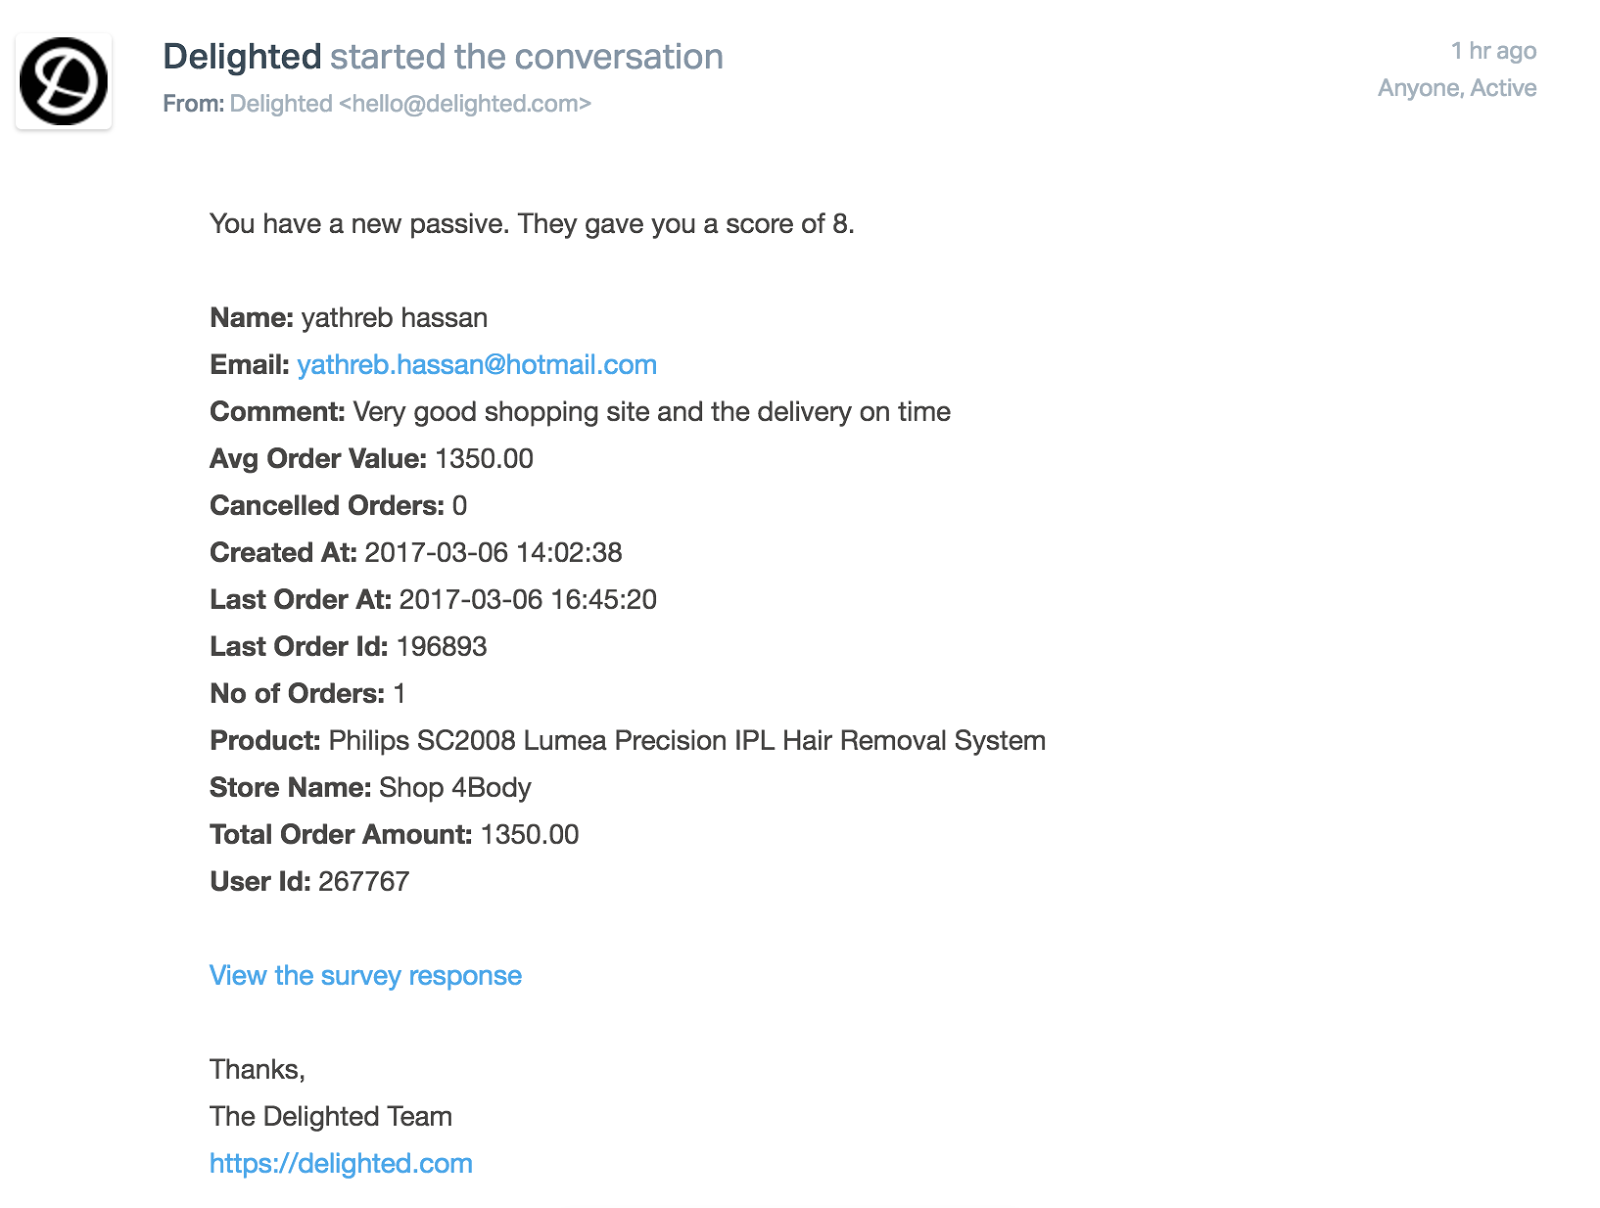 Delighted started the conversation
1 hr ago
From: Delighted <hello@delighted.com>
Anyone, Active
You have a new passive. They gave you a score of 8.
Name: yathreb hassan
Email: yathreb.hassan@hotmail.com
Comment: Very good shopping site and the delivery on time
Avg Order Value: 1350.00
Cancelled Orders: 0
Created At: 2017-03-06 14:02:38
Last Order At: 2017-03-06 16:45:20
Last Order Id: 196893
No of Orders: 1
Product: Philips SC2008 Lumea Precision IPL Hair Removal System
Store Name: Shop 4Body
Total Order Amount: 1350.00
User Id: 267767
View the survey response
Thanks,
The Delighted Team
https://delighted.com